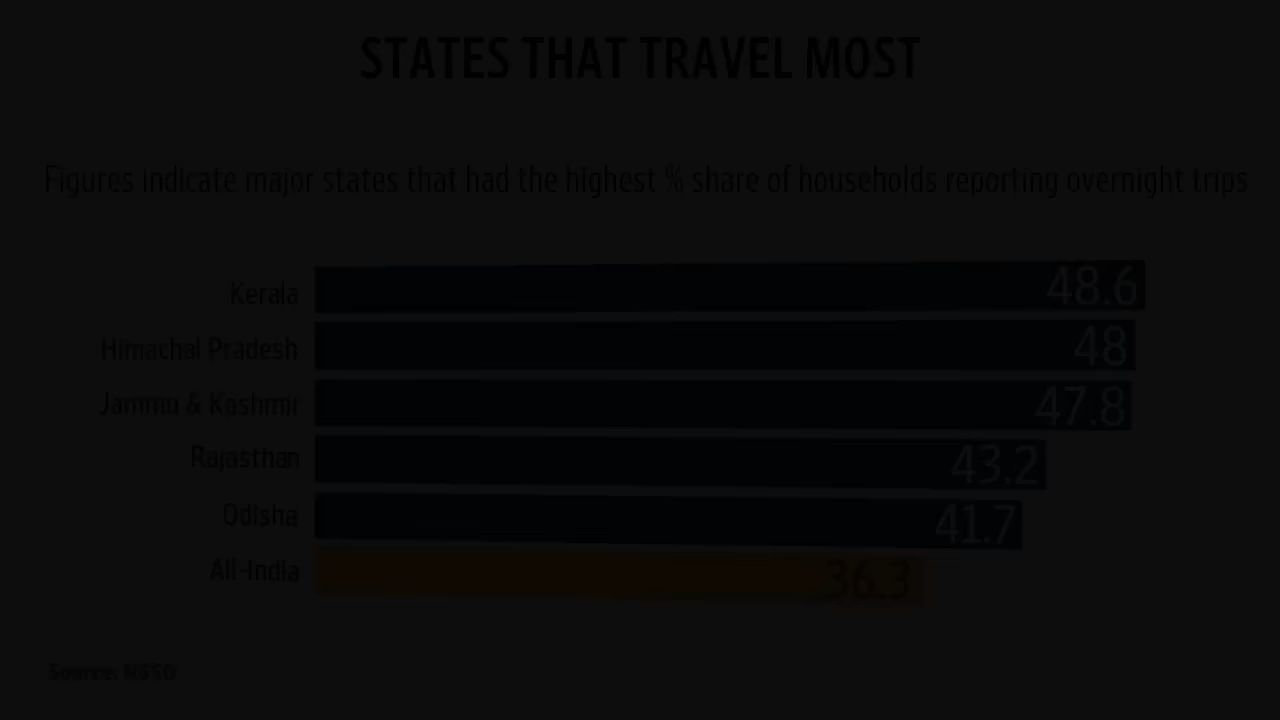 STATES THAT TRAVEL MOST
Figures indicate major states that had the highest % share of households reporting overnight trips
Kerala 48.6
Himachal Pradesh 48
Jammu & Kashmir 47.8
Rajasthan 43.2
Odisha 41.7
All-India 36.3
Source: NSSO